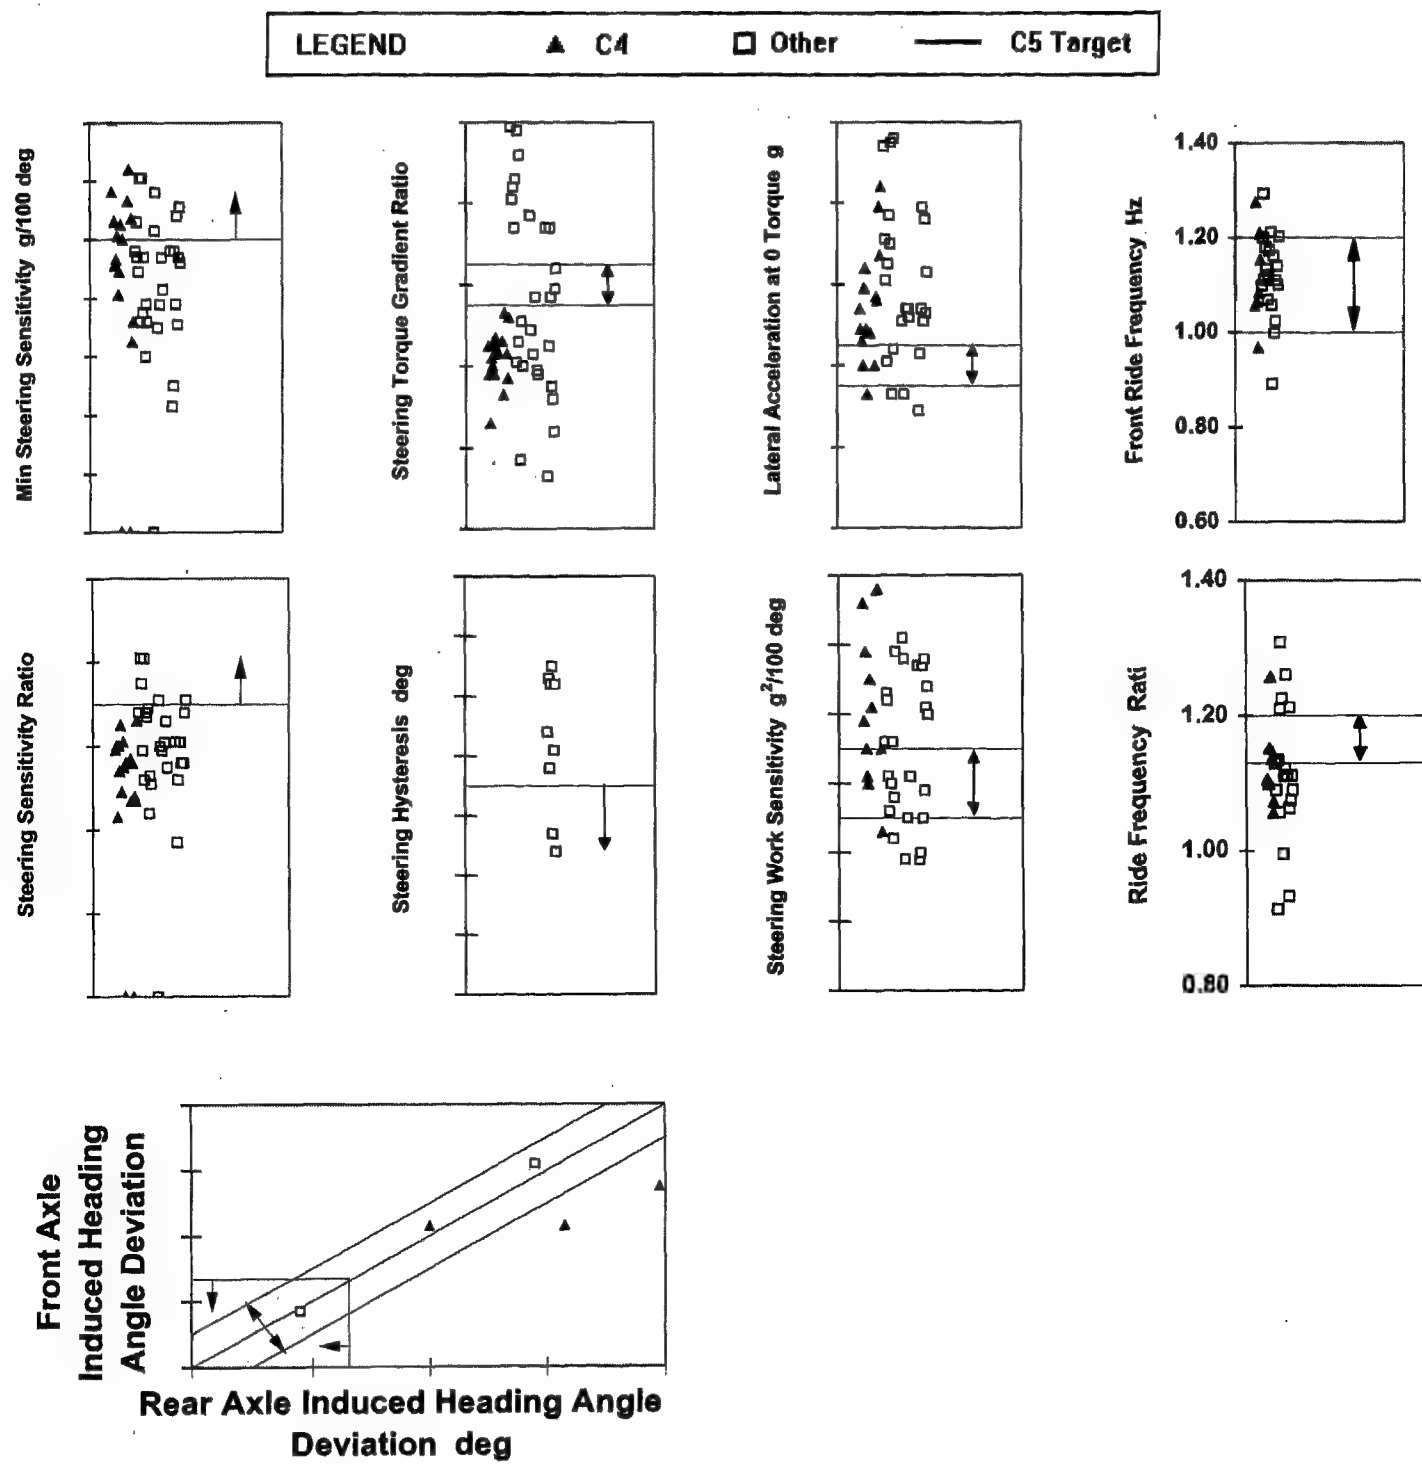 LEGEND C4 Other C5 Target
Min Steering Sensitivity g/100 deg
Steering Torque Gradient Ratio
Lateral Acceleration at 0 Torque g
Front Ride Frequency Hz
1.40
1.20
1.00
0.80
0.60
Steering Sensitivity Ratio
Steering Hysteresis deg
Steering Work Sensitivity g²/100 deg
Ride Frequency Rati
1.40
1.20
1.00
0.80
Front Axle
Induced Heading
Angle Deviation
Rear Axle Induced Heading Angle
Deviation deg